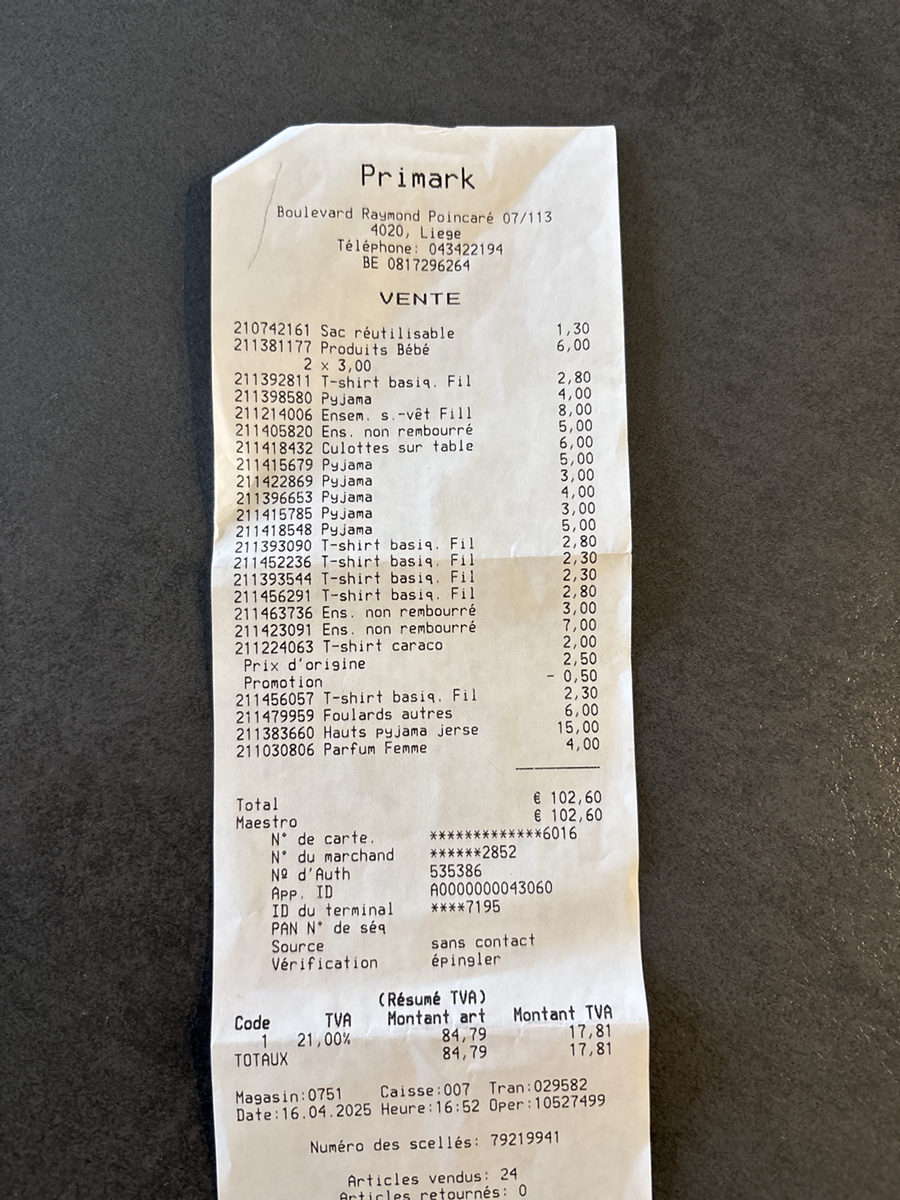 Primark
Boulevard Raymond Poincaré 07/113
4020, Liege
Téléphone: 043422194
BE 0817296264
VENTE
210742161 Sac réutilisable 1,30
211381177 Produits Bébé 6,00
2 x 3,00
211392811 T-shirt basiq. Fil 2,80
211398580 Pyjama 4,00
211214006 Ensem. s.-vêt Fill 8,00
211405820 Ens. non rembourré 5,00
211418432 Culottes sur table 6,00
211415679 Pyjama 5,00
211422869 Pyjama 3,00
211396653 Pyjama 4,00
211415785 Pyjama 3,00
211418548 Pyjama 5,00
211393090 T-shirt basiq. Fil 2,80
211452236 T-shirt basiq. Fil 2,30
211393544 T-shirt basiq. Fil 2,30
211456291 T-shirt basiq. Fil 2,80
211463736 Ens. non rembourré 3,00
211423091 Ens. non rembourré 7,00
211224063 T-shirt caraco 2,00
Prix d'origine 2,50
Promotion - 0,50
211456057 T-shirt basiq. Fil 2,30
211479959 Foulards autres 6,00
211383660 Hauts pyjama jerse 15,00
211030806 Parfum Femme 4,00
Total € 102,60
Maestro € 102,60
N° de carte. *************6016
N° du marchand ******2852
Nº d'Auth 535386
App. ID A0000000043060
ID du terminal ****7195
PAN N° de séq
Source sans contact
Vérification épingler
(Résumé TVA)
Code TVA Montant art Montant TVA
1 21,00% 84,79 17,81
TOTAUX 84,79 17,81
Magasin:0751 Caisse:007 Tran:029582
Date:16.04.2025 Heure:16:52 Oper:10527499
Numéro des scellés: 79219941
Articles vendus: 24
Articles retournés: 0